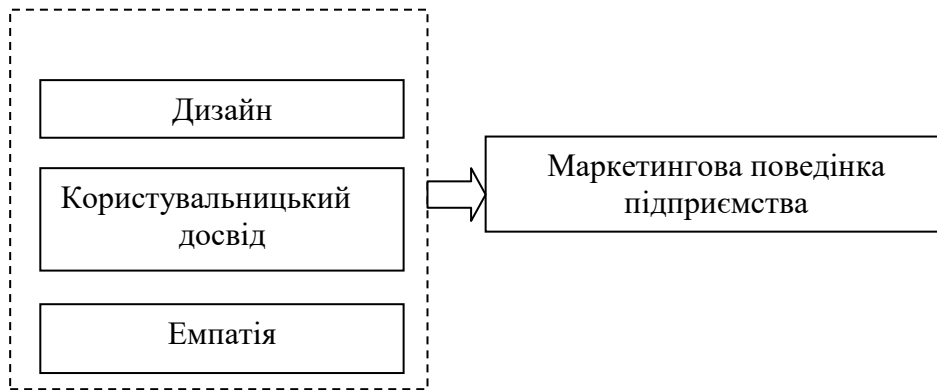 Дизайн
Користувальницький
досвід
Емпатія
Маркетингова поведінка
підприємства